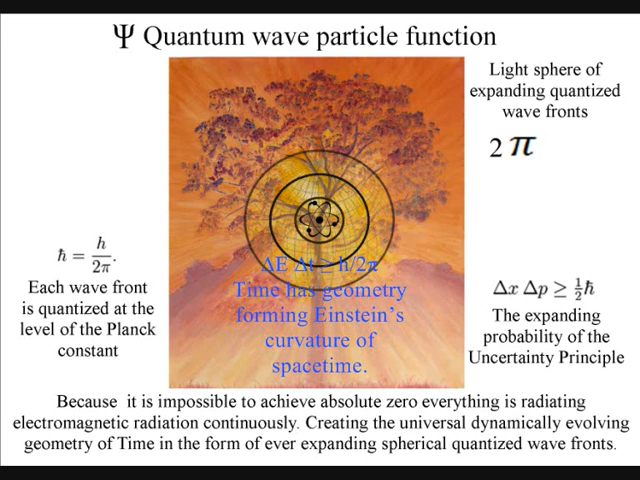 Ψ Quantum wave particle function
Light sphere of
expanding quantized
wave fronts
2 π
ħ = h/2π.
Each wave front
is quantized at the
level of the Planck
constant
ΔE Δt ≥ h/2π
Time has geometry
forming Einstein's
curvature of
spacetime.
Δx Δp ≥ ½ħ
The expanding
probability of the
Uncertainty Principle
Because it is impossible to achieve absolute zero everything is radiating
electromagnetic radiation continuously. Creating the universal dynamically evolving
geometry of Time in the form of ever expanding spherical quantized wave fronts.